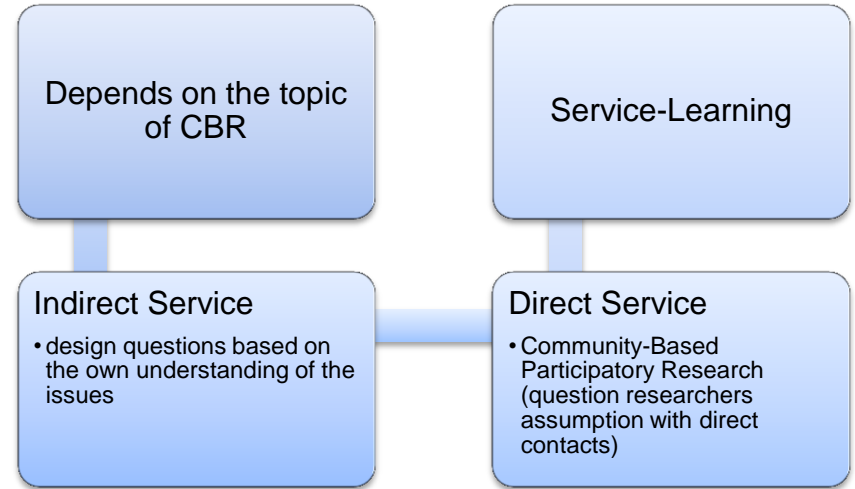 Depends on the topic
of CBR
Service-Learning
Indirect Service
• design questions based on
the own understanding of the
issues
Direct Service
• Community-Based
Participatory Research
(question researchers
assumption with direct
contacts)